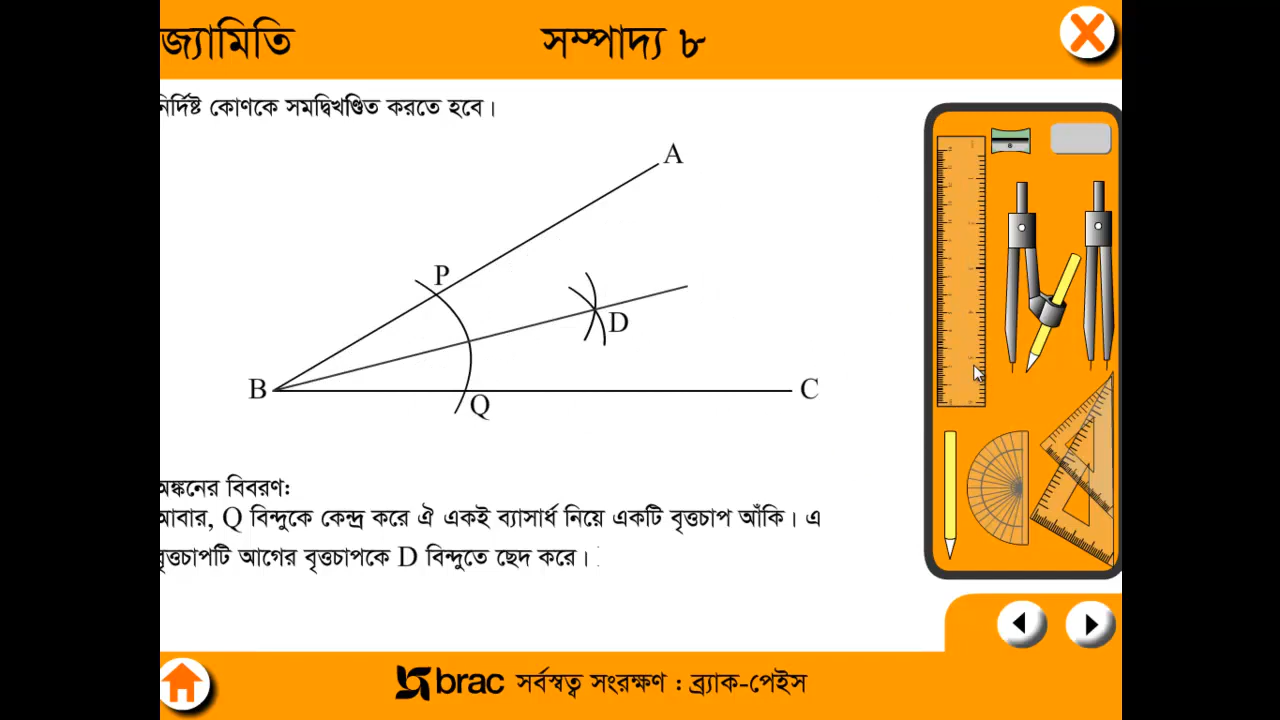 জ্যামিতি
সম্পাদ্য ৮
নির্দিষ্ট কোণকে সমদ্বিখণ্ডিত করতে হবে।
A
P
D
B
C
Q
অঙ্কনের বিবরণ:
আবার, Q বিন্দুকে কেন্দ্র করে ঐ একই ব্যাসার্ধ নিয়ে একটি বৃত্তচাপ আঁকি। এ
বৃত্তচাপটি আগের বৃত্তচাপকে D বিন্দুতে ছেদ করে।
brac সর্বস্বত্ব সংরক্ষণ : ব্র্যাক-পেইস